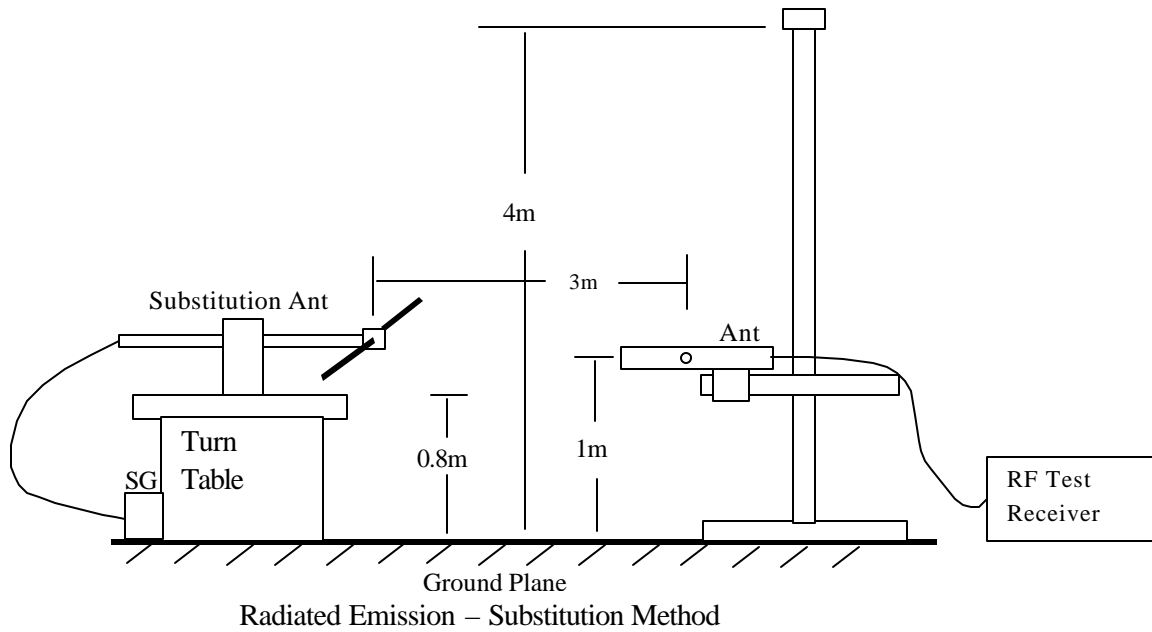 4m
3m
Substitution Ant
Ant
Turn
Table
0.8m
1m
SG
RF Test
Receiver
Ground Plane
Radiated Emission – Substitution Method